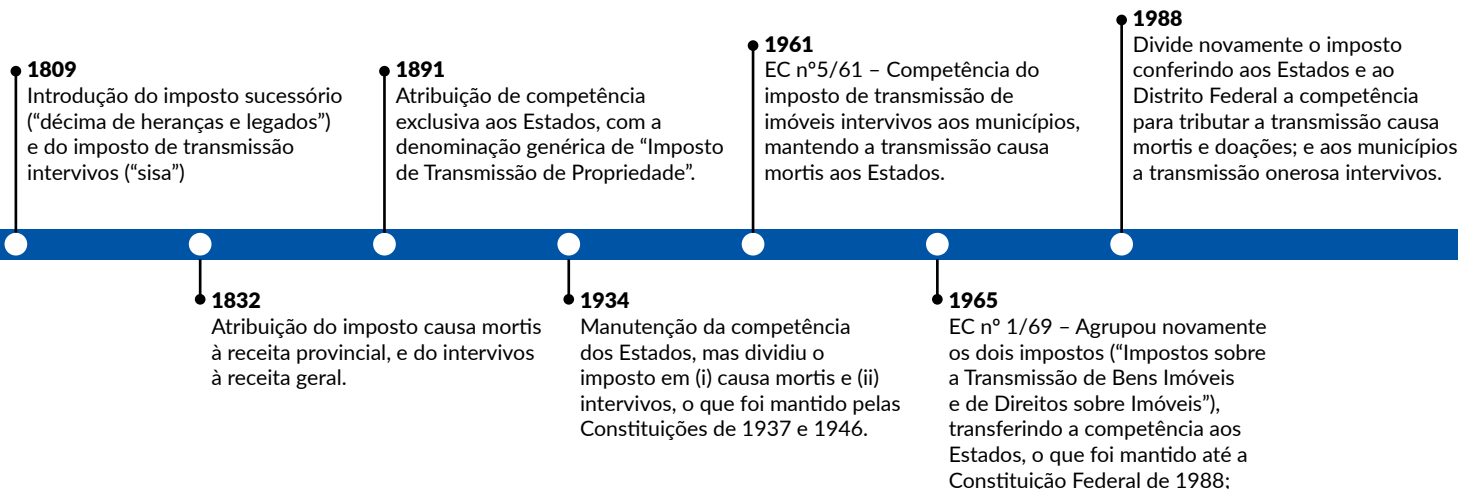 1809
Introdução do imposto sucessório
(“décima de heranças e legados”)
e do imposto de transmissão
intervivos (“sisa”)
1832
Atribuição do imposto causa mortis
à receita provincial, e do intervivos
à receita geral.
1891
Atribuição de competência
exclusiva aos Estados, com a
denominação genérica de “Imposto
de Transmissão de Propriedade”.
1934
Manutenção da competência
dos Estados, mas dividiu o
imposto em (i) causa mortis e (ii)
intervivos, o que foi mantido pelas
Constituições de 1937 e 1946.
1961
EC nº5/61 – Competência do
imposto de transmissão de
imóveis intervivos aos municípios,
mantendo a transmissão causa
mortis aos Estados.
1965
EC nº 1/69 – Agrupou novamente
os dois impostos (“Impostos sobre
a Transmissão de Bens Imóveis
e de Direitos sobre Imóveis”),
transferindo a competência aos
Estados, o que foi mantido até a
Constituição Federal de 1988;
1988
Divide novamente o imposto
conferindo aos Estados e ao
Distrito Federal a competência
para tributar a transmissão causa
mortis e doações; e aos municípios
a transmissão onerosa intervivos.